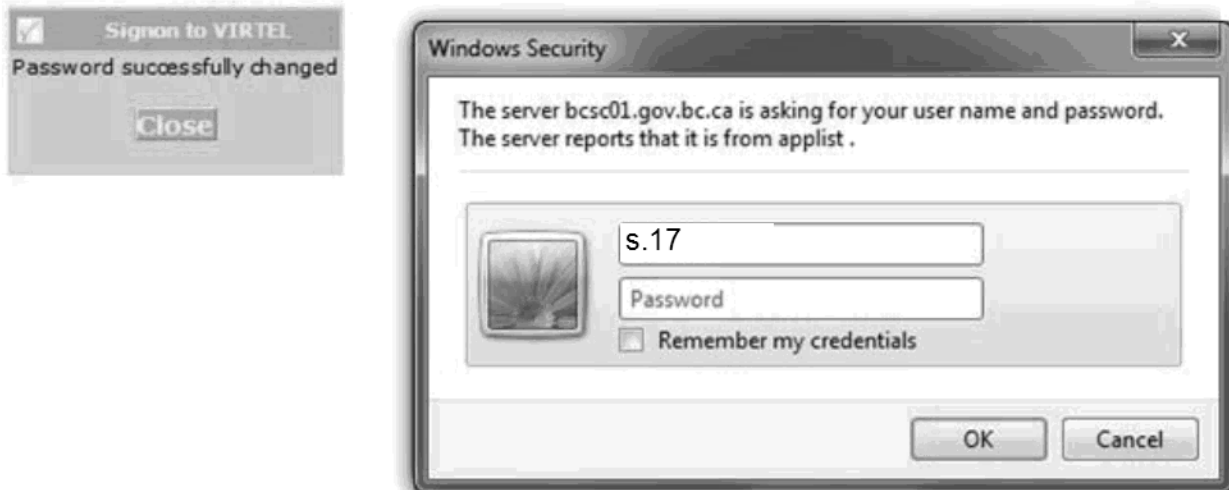 Signon to VIRTEL
Password successfully changed
Close
Windows Security
X
The server bcsc01.gov.bc.ca is asking for your user name and password.
The server reports that it is from applist .
s.17
Password
Remember my credentials
OK
Cancel